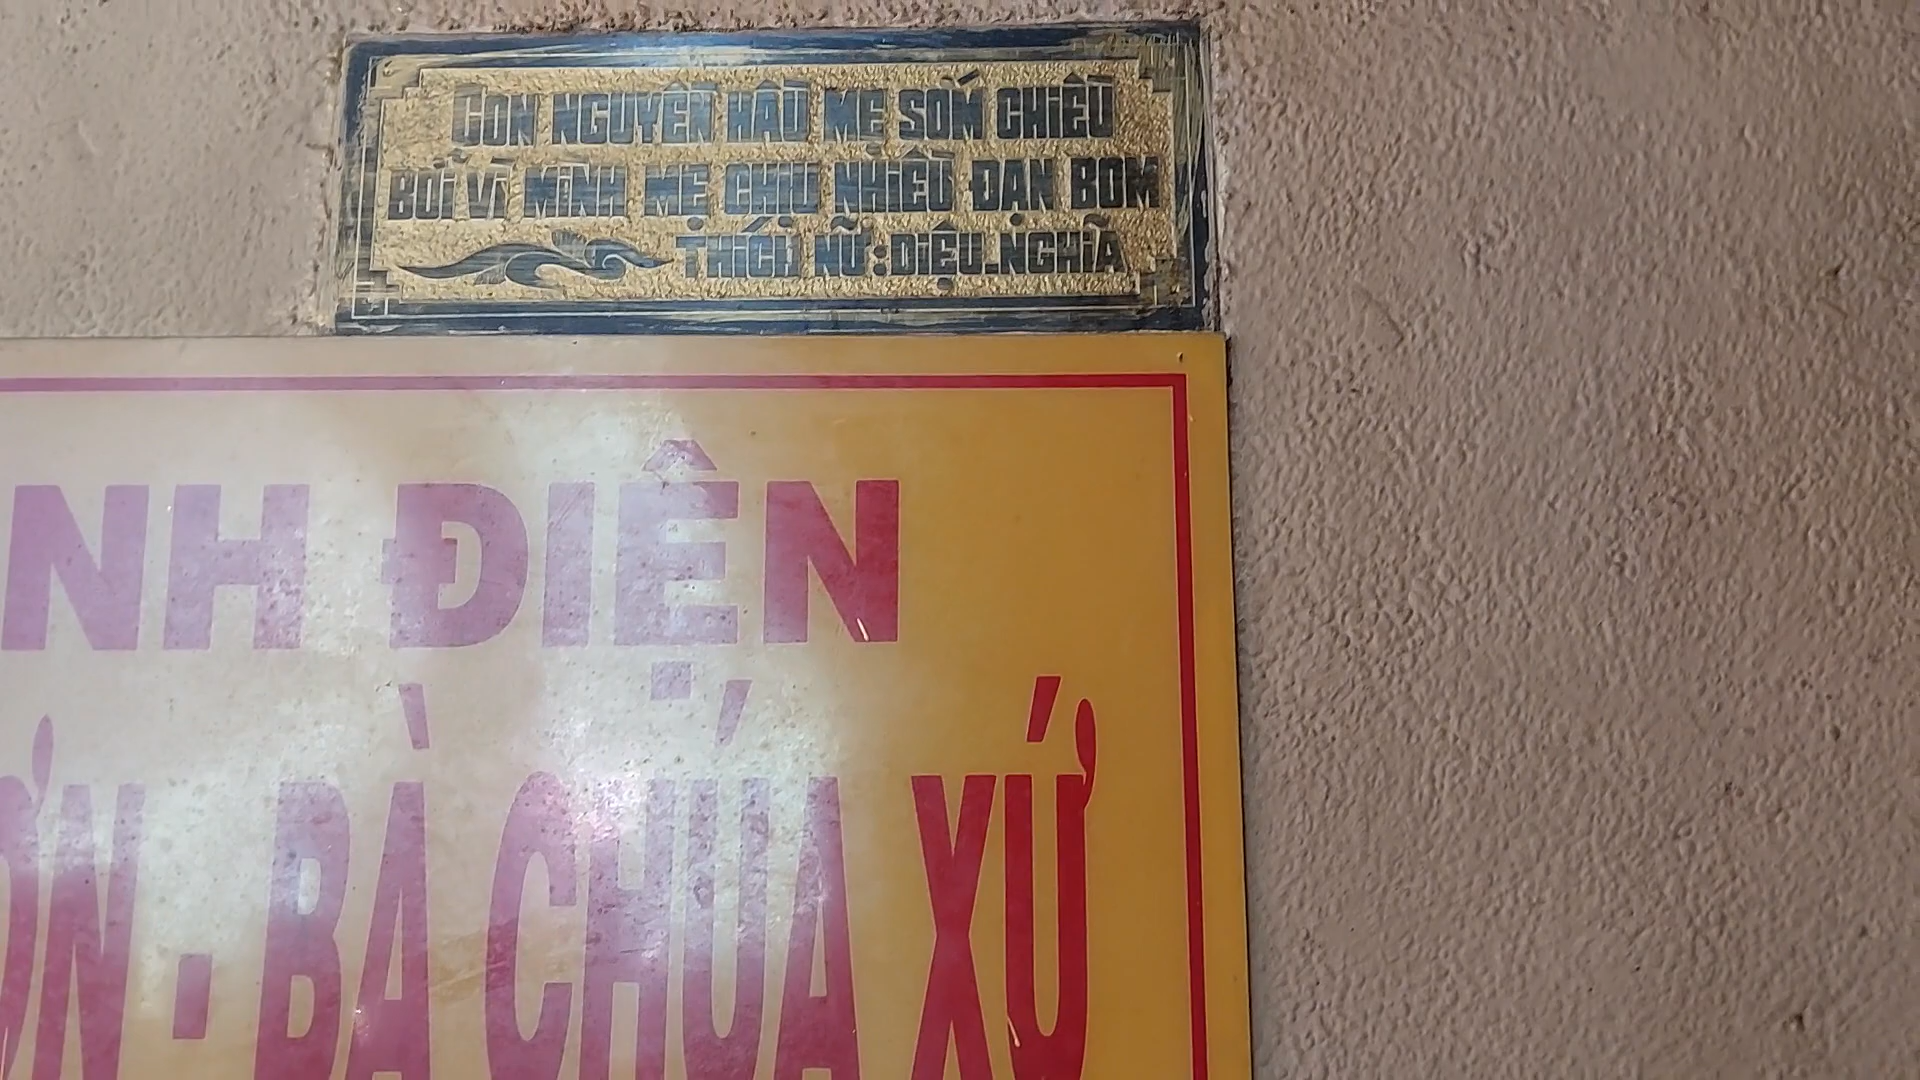 CON NGUYỆN HẦU MẸ SỚM CHIỀU
BỞI VÌ MÌNH MẸ CHỊU NHIỀU ĐẠN BOM
THÍCH NỮ : DIỆU.NGHĨA
NH ĐIỆN
ƠN - BÀ CHÚA XỨ